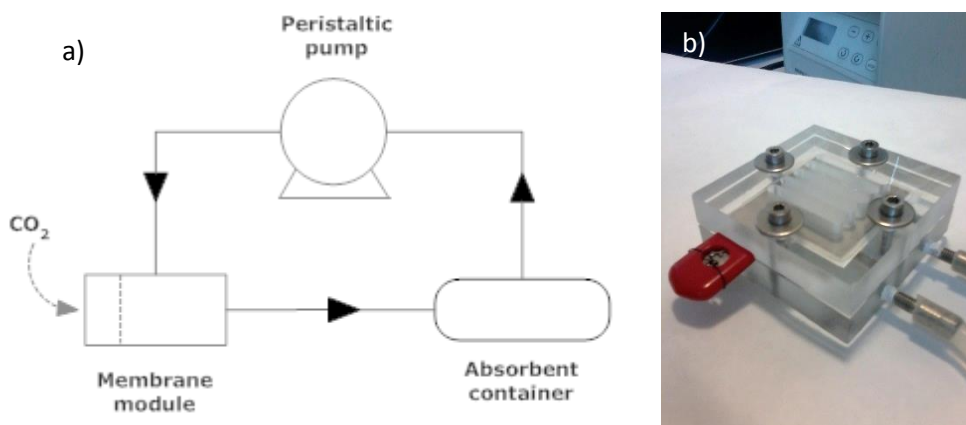 a)
Peristaltic
pump
CO₂
Membrane
module
Absorbent
container
b)